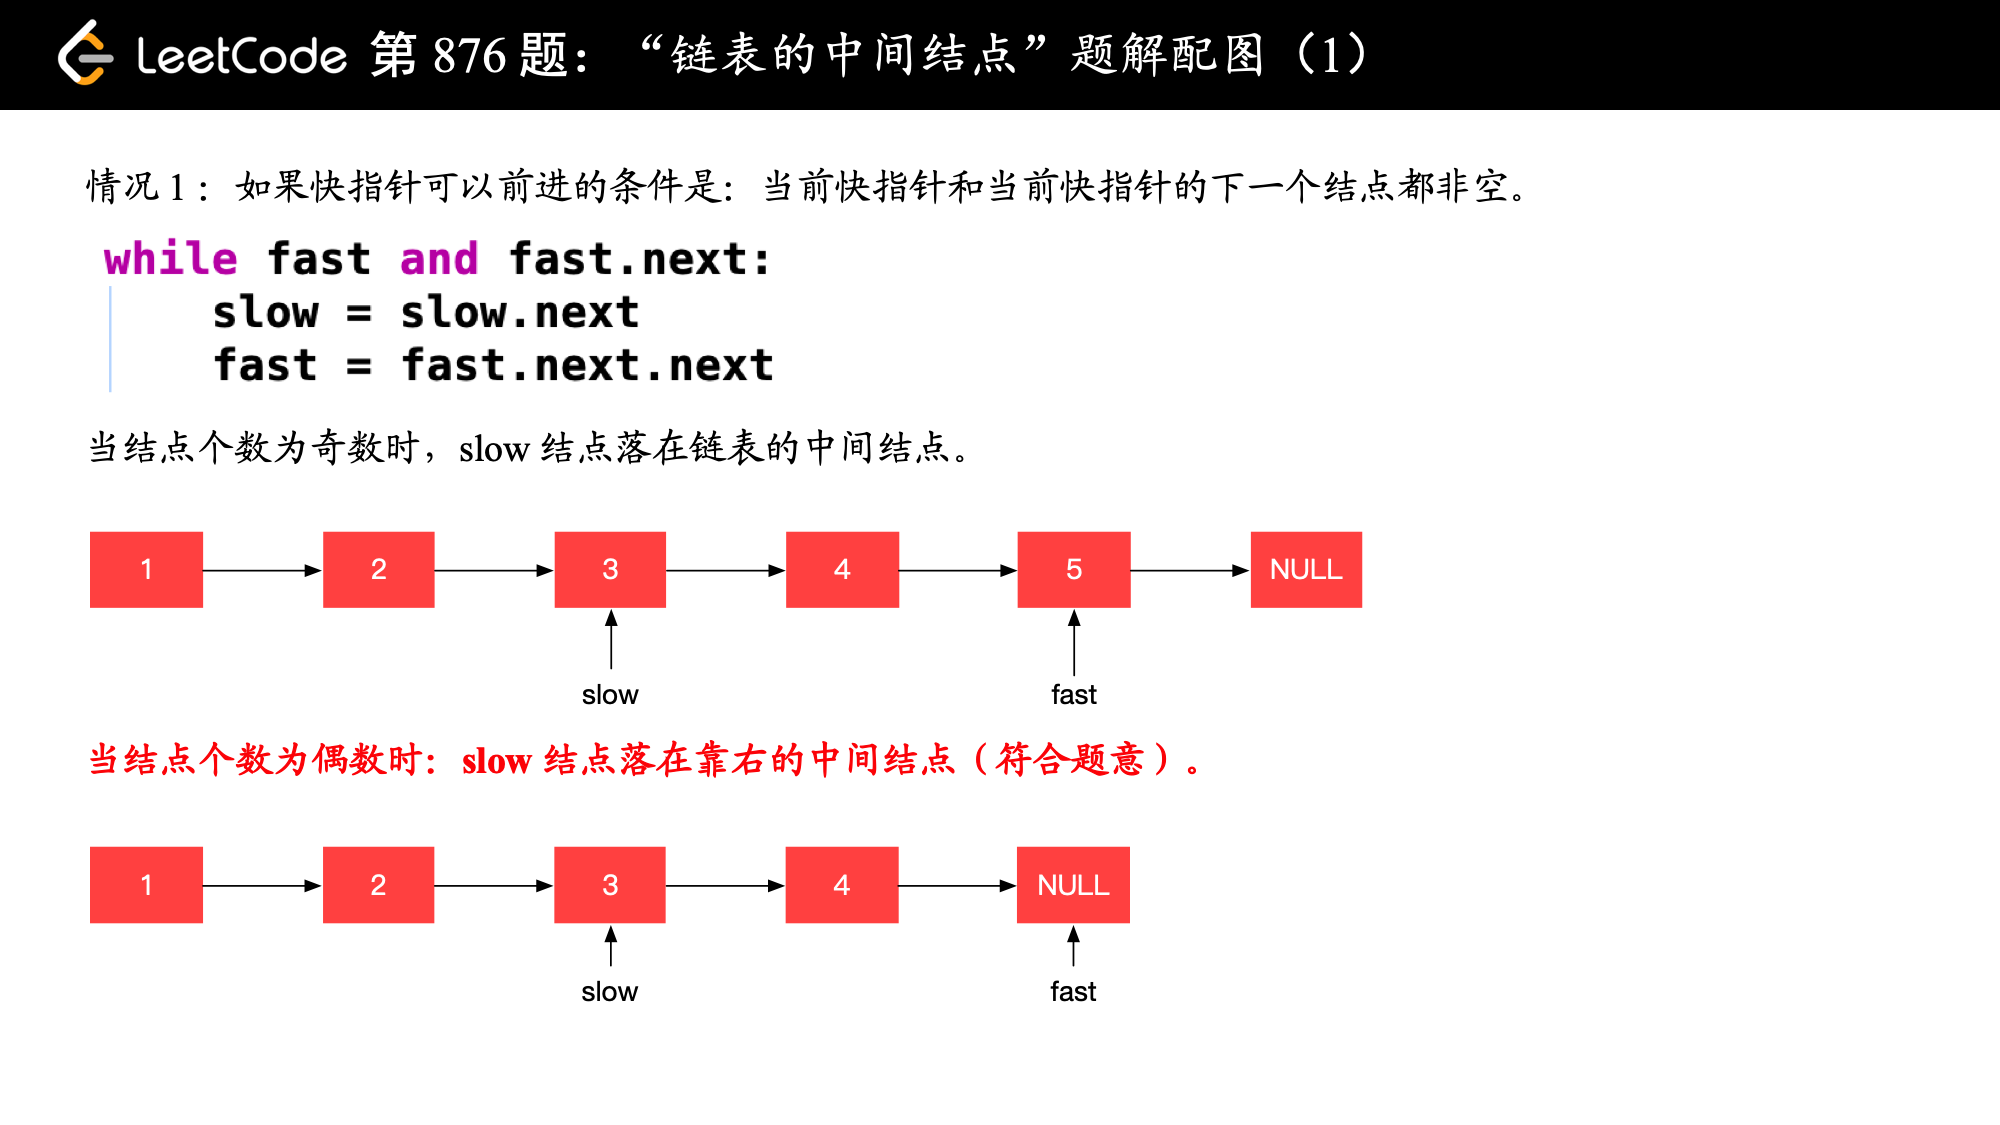 LeetCode 第 876 题：“链表的中间结点”题解配图（1）
情况 1：如果快指针可以前进的条件是：当前快指针和当前快指针的下一个结点都非空。
while fast and fast.next:
    slow = slow.next
    fast = fast.next.next
当结点个数为奇数时，slow 结点落在链表的中间结点。
1 2 3 4 5 NULL
slow fast
当结点个数为偶数时：slow 结点落在靠右的中间结点（符合题意）。
1 2 3 4 NULL
slow fast